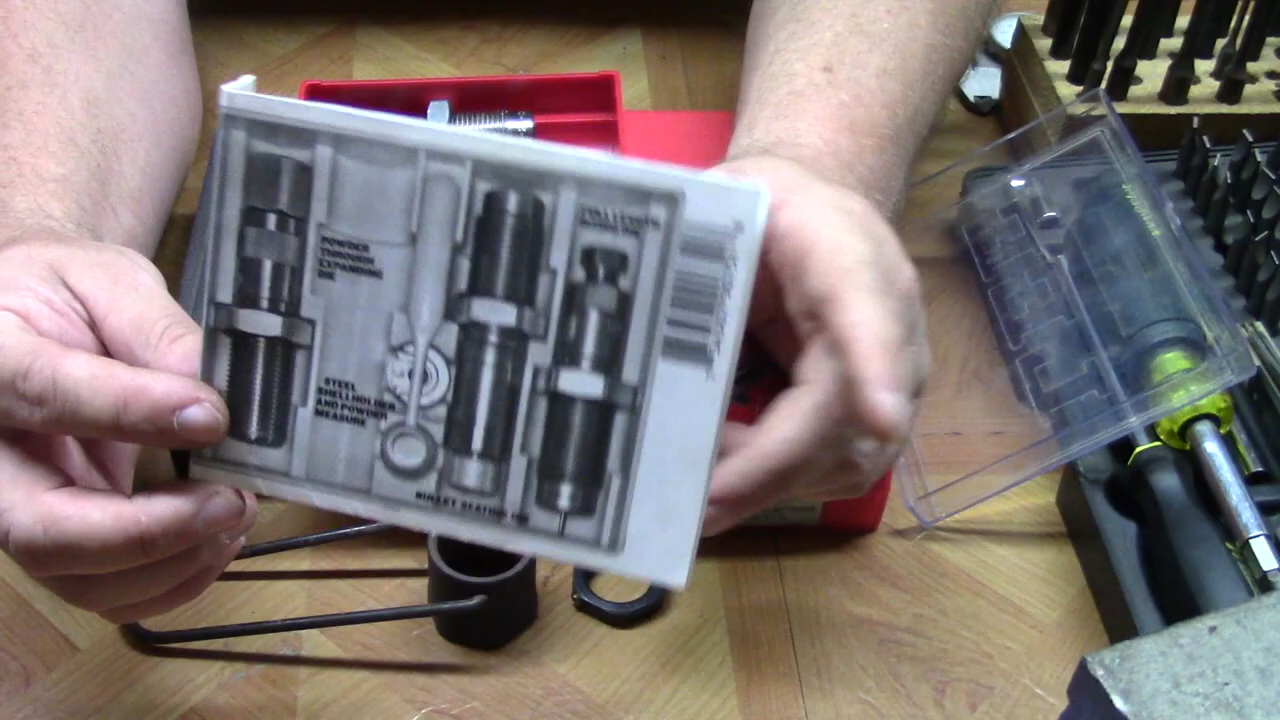 POWDER
THROUGH
EXPANDING
DIE
STEEL
SHELLHOLDER
AND POWDER
MEASURE
BULLET SEATING DIE